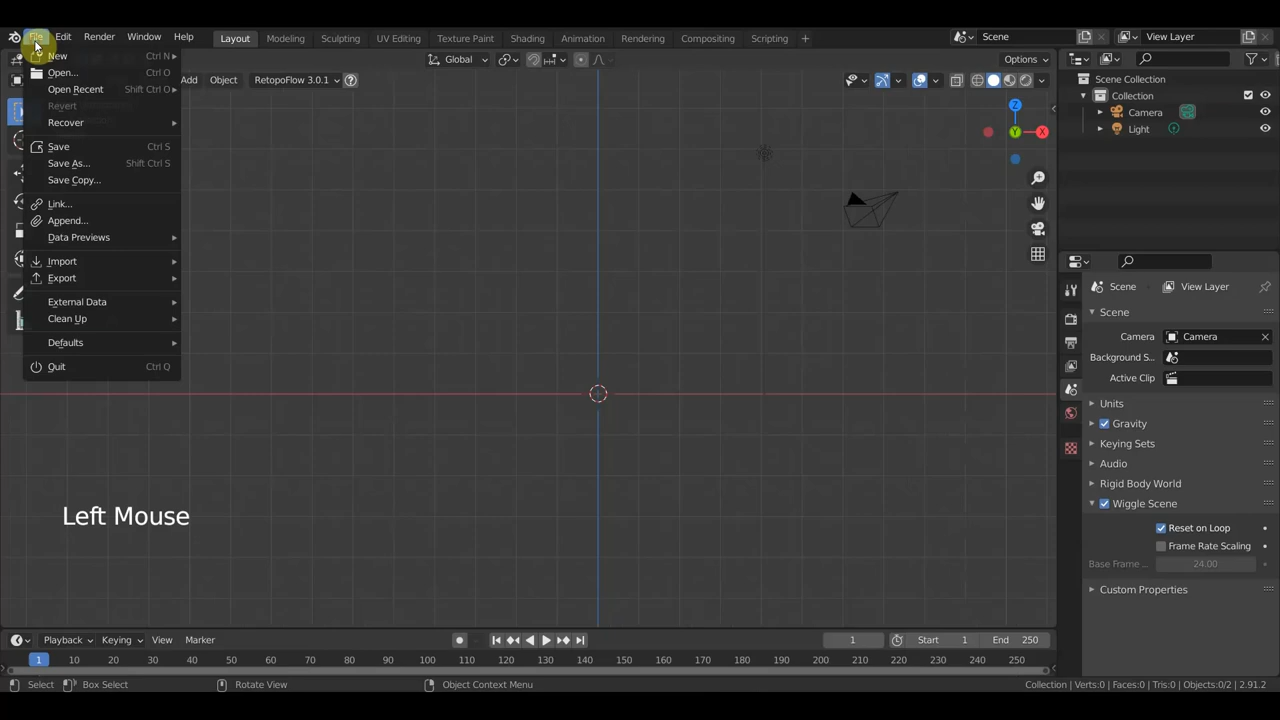 File Edit Render Window Help Layout Modeling Sculpting UV Editing Texture Paint Shading Animation Rendering Compositing Scripting + Scene View Layer
Global Options
Add Object RetopoFlow 3.0.1
New Ctrl N
Open... Ctrl O
Open Recent Shift Ctrl O
Revert
Recover
Save Ctrl S
Save As... Shift Ctrl S
Save Copy...
Link...
Append...
Data Previews
Import
Export
External Data
Clean Up
Defaults
Quit Ctrl Q
Z
Y
X
Left Mouse
Scene Collection
Collection
Camera
Light
Scene View Layer
Scene
Camera Camera
Background S...
Active Clip
Units
Gravity
Keying Sets
Audio
Rigid Body World
Wiggle Scene
Reset on Loop
Frame Rate Scaling
Base Frame ... 24.00
Custom Properties
Playback Keying View Marker 1 Start 1 End 250
1 10 20 30 40 50 60 70 80 90 100 110 120 130 140 150 160 170 180 190 200 210 220 230 240 250
Select Box Select Rotate View Object Context Menu Collection | Verts:0 | Faces:0 | Tris:0 | Objects:0/2 | 2.91.2